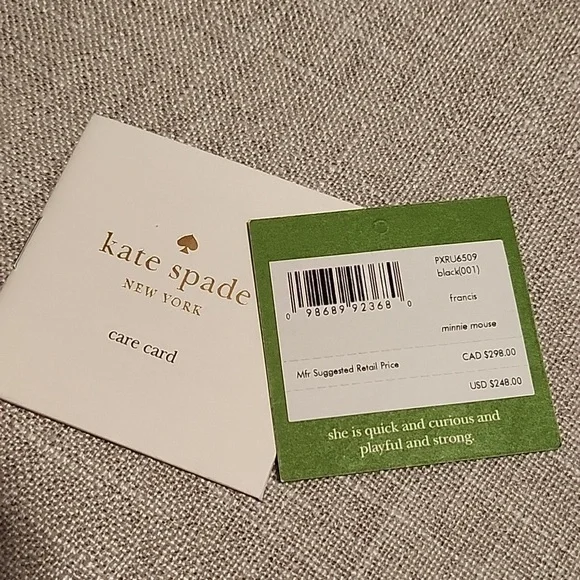 kate spade
NEW YORK
care card
PXRU6509
black(001)
francis
minnie mouse
0 98689 92368 0
Mfr Suggested Retail Price
CAD $298.00
USD $248.00
she is quick and curious and
playful and strong.